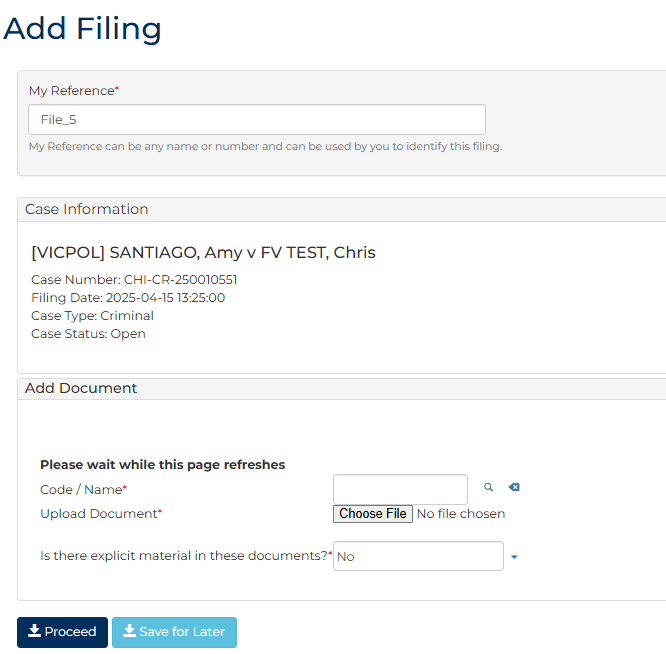 Add Filing
My Reference*
File_5
My Reference can be any name or number and can be used by you to identify this filing.
Case Information
[VICPOL] SANTIAGO, Amy v FV TEST, Chris
Case Number: CHI-CR-250010551
Filing Date: 2025-04-15 13:25:00
Case Type: Criminal
Case Status: Open
Add Document
Please wait while this page refreshes
Code / Name*
Upload Document* Choose File No file chosen
Is there explicit material in these documents?* No
Proceed Save for Later